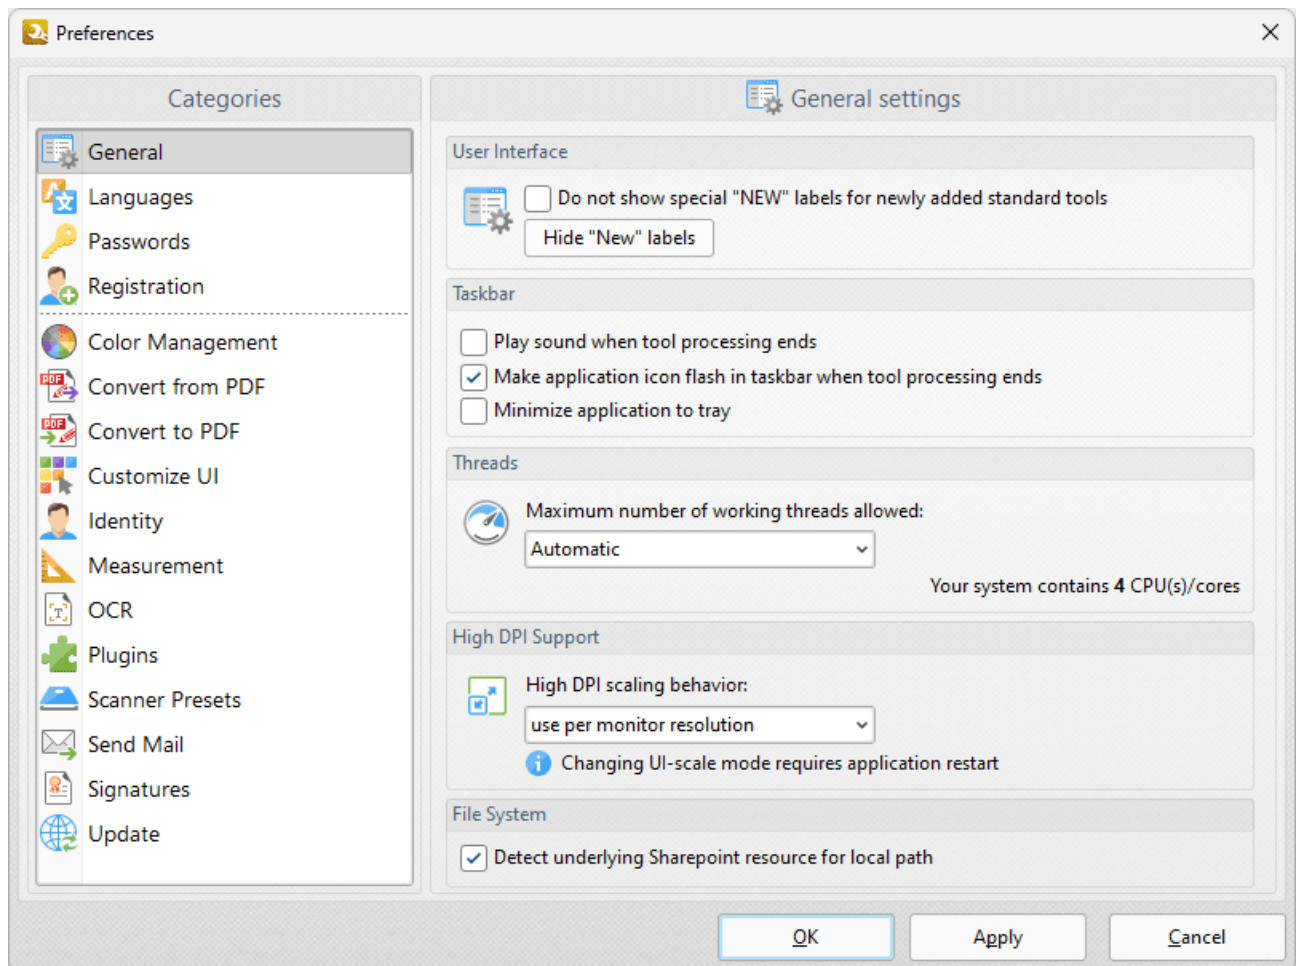 Preferences
Categories
General
Languages
Passwords
Registration
Color Management
PDF
Convert from PDF
PDF
Convert to PDF
Customize UI
Identity
Measurement
T
OCR
Plugins
Scanner Presets
Send Mail
Signatures
Update
General settings
User Interface
Do not show special "NEW" labels for newly added standard tools
Hide "New" labels
Taskbar
Play sound when tool processing ends
Make application icon flash in taskbar when tool processing ends
Minimize application to tray
Threads
Maximum number of working threads allowed:
Automatic
Your system contains 4 CPU(s)/cores
High DPI Support
High DPI scaling behavior:
use per monitor resolution
Changing UI-scale mode requires application restart
File System
Detect underlying Sharepoint resource for local path
OK
Apply
Cancel